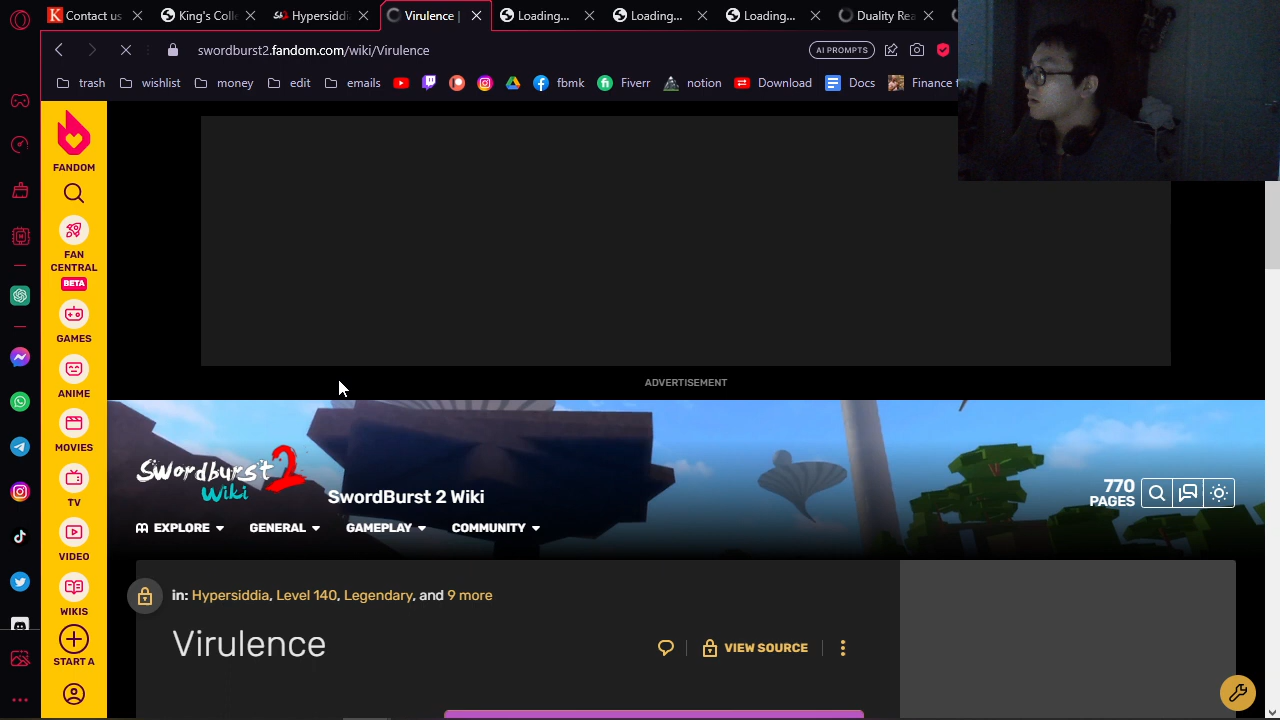 Contact us
King's Colle
Hypersiddia
Virulence |
Loading...
Loading...
Loading...
Duality Rea
swordburst2.fandom.com/wiki/Virulence
AI PROMPTS
trash
wishlist
money
edit
emails
fbmk
Fiverr
notion
Download
Docs
Finance t
FANDOM
FAN
CENTRAL
BETA
GAMES
ANIME
MOVIES
TV
VIDEO
WIKIS
START A
ADVERTISEMENT
Swordburst 2
Wiki
SwordBurst 2 Wiki
770
PAGES
EXPLORE
GENERAL
GAMEPLAY
COMMUNITY
in: Hypersiddia, Level 140, Legendary, and 9 more
Virulence
VIEW SOURCE